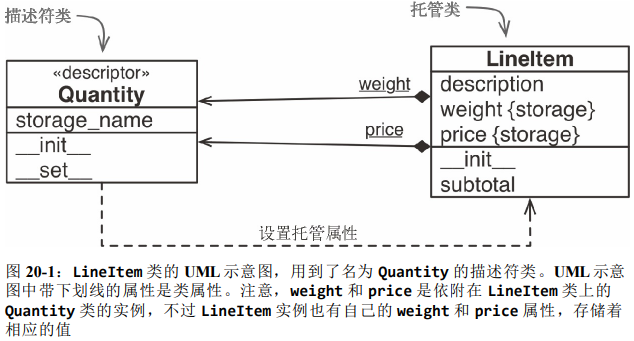 描述符类
托管类
«descriptor»
Quantity
storage_name
__init__
__set__
weight
price
LineItem
description
weight {storage}
price {storage}
__init__
subtotal
设置托管属性
图 20-1：LineItem 类的 UML 示意图，用到了名为 Quantity 的描述符类。UML 示意
图中带下划线的属性是类属性。注意，weight 和 price 是依附在 LineItem 类上的
Quantity 类的实例，不过 LineItem 实例也有自己的 weight 和 price 属性，存储着
相应的值